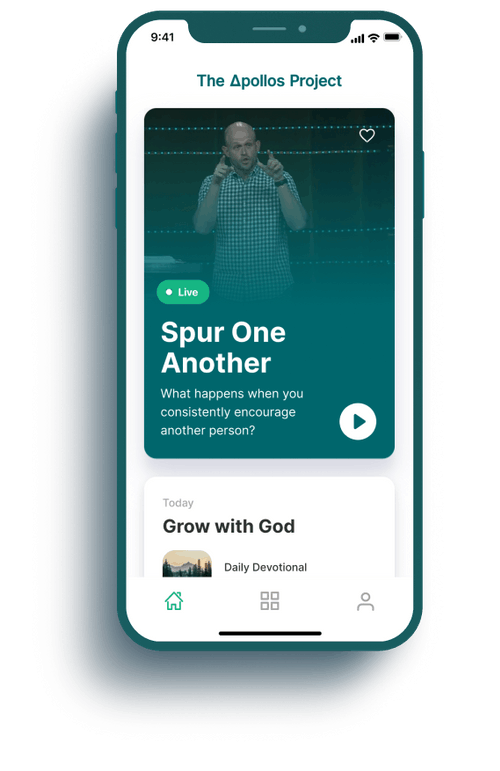 9:41
The Δpollos Project
Live
Spur One
Another
What happens when you
consistently encourage
another person?
Today
Grow with God
Daily Devotional